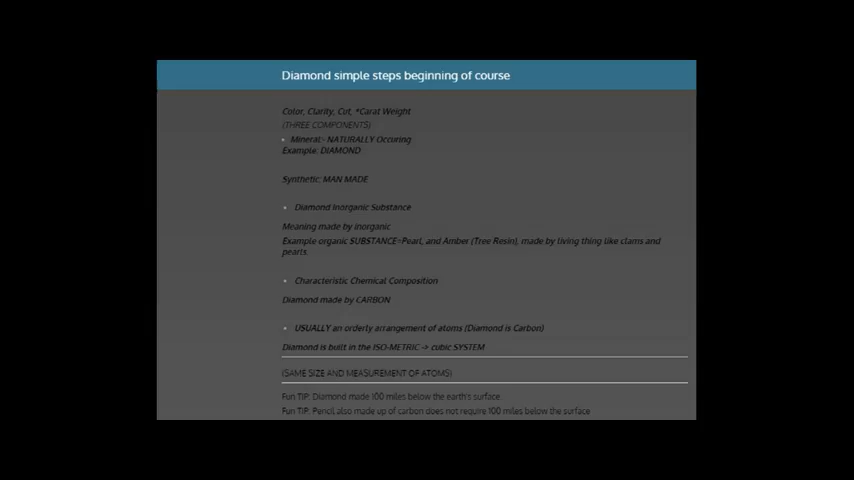 Diamond simple steps beginning of course
Color, Clarity, Cut, *Carat Weight
(THREE COMPONENTS)
• Mineral:- NATURALLY Occuring
Example: DIAMOND
Synthetic: MAN MADE
• Diamond Inorganic Substance
Meaning made by inorganic
Example organic SUBSTANCE=Pearl, and Amber (Tree Resin), made by living thing like clams and
pearls.
• Characteristic Chemical Composition
Diamond made by CARBON
• USUALLY an orderly arrangement of atoms (Diamond is Carbon)
Diamond is built in the ISO-METRIC -> cubic SYSTEM
(SAME SIZE AND MEASUREMENT OF ATOMS)
Fun TIP: Diamond made 100 miles below the earth's surface.
Fun TIP: Pencil also made up of carbon does not require 100 miles below the surface